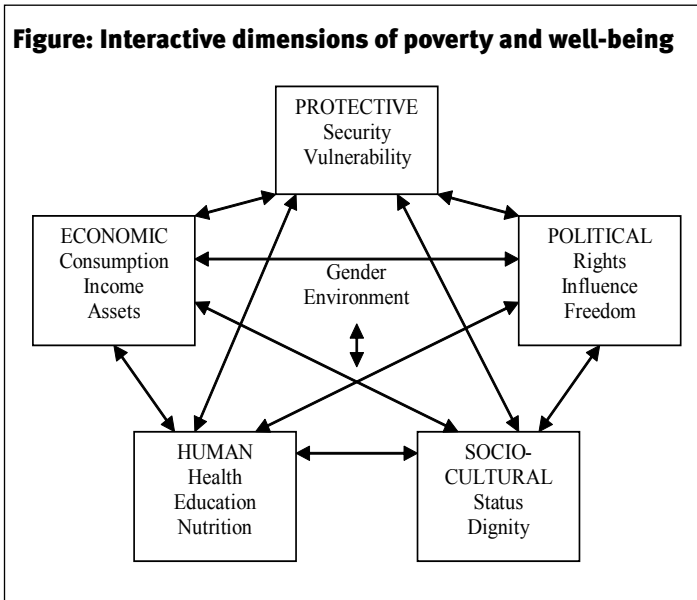 Figure: Interactive dimensions of poverty and well-being
PROTECTIVE
Security
Vulnerability
ECONOMIC
Consumption
Income
Assets
POLITICAL
Rights
Influence
Freedom
Gender
Environment
HUMAN
Health
Education
Nutrition
SOCIO-
CULTURAL
Status
Dignity